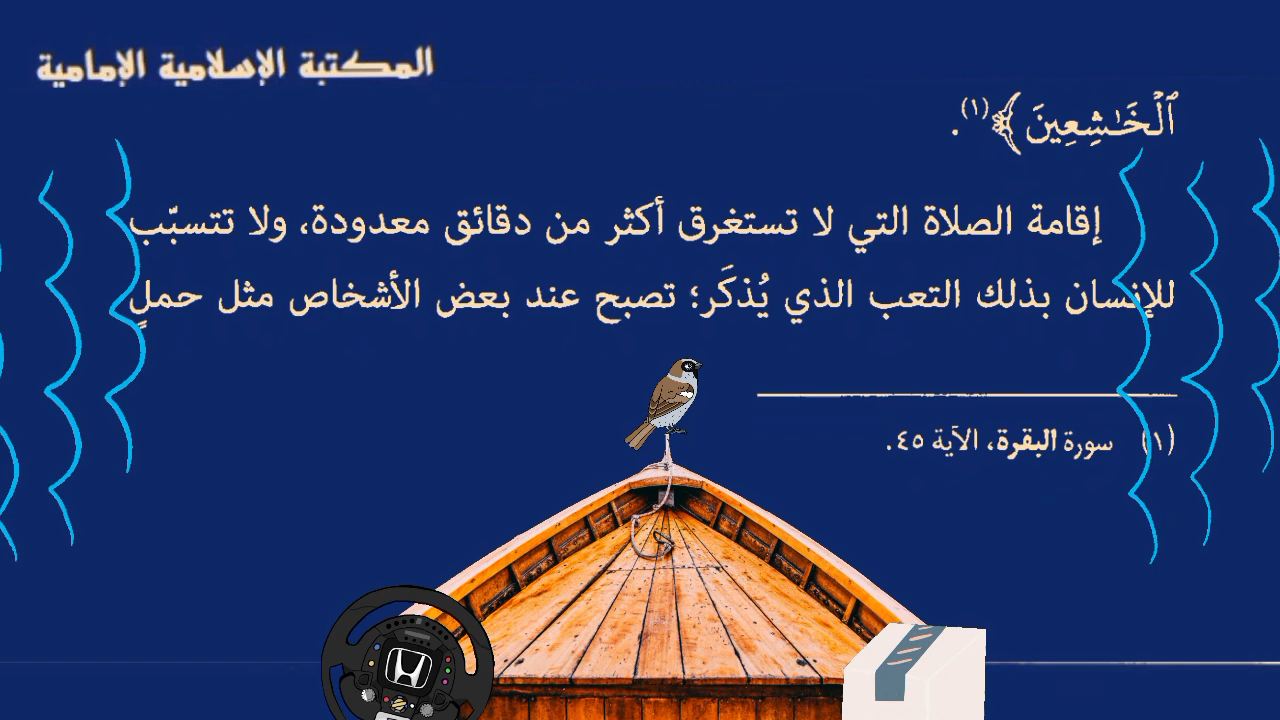 المكتبة الإسلامية الإمامية
ٱلْخَـٰشِعِينَ﴾(١).
إقامة الصلاة التي لا تستغرق أكثر من دقائق معدودة، ولا تتسبّب
للإنسان بذلك التعب الذي يُذكَر؛ تصبح عند بعض الأشخاص مثل حملٍ
(١) سورة البقرة، الآية ٤٥.